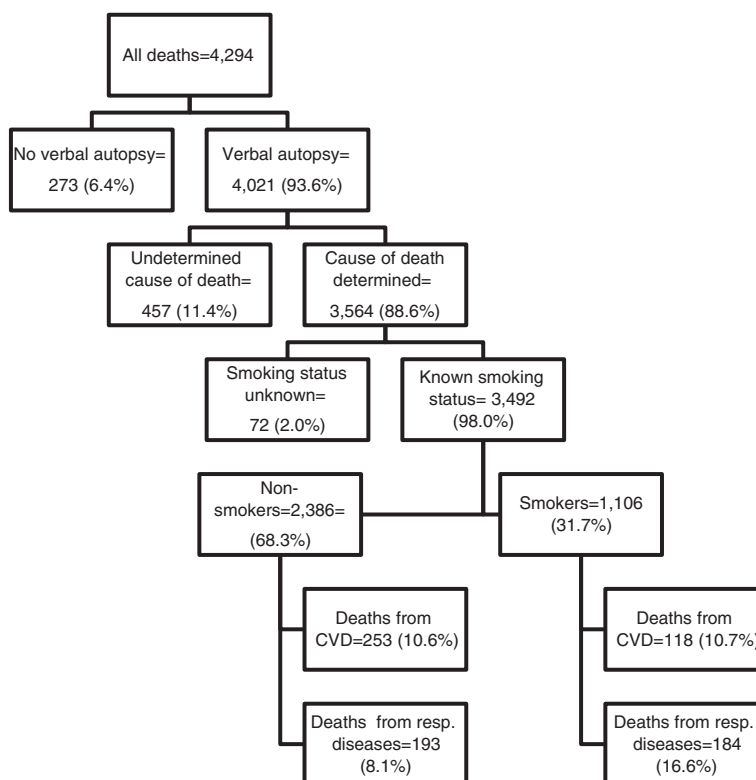 All deaths=4,294
No verbal autopsy=
273 (6.4%)
Verbal autopsy=
4,021 (93.6%)
Undetermined
cause of death=
457 (11.4%)
Cause of death
determined=
3,564 (88.6%)
Smoking status
unknown=
72 (2.0%)
Known smoking
status= 3,492
(98.0%)
Non-
smokers=2,386=
(68.3%)
Smokers=1,106
(31.7%)
Deaths from
CVD=253 (10.6%)
Deaths from
CVD=118 (10.7%)
Deaths from resp.
diseases=193
(8.1%)
Deaths from resp.
diseases=184
(16.6%)